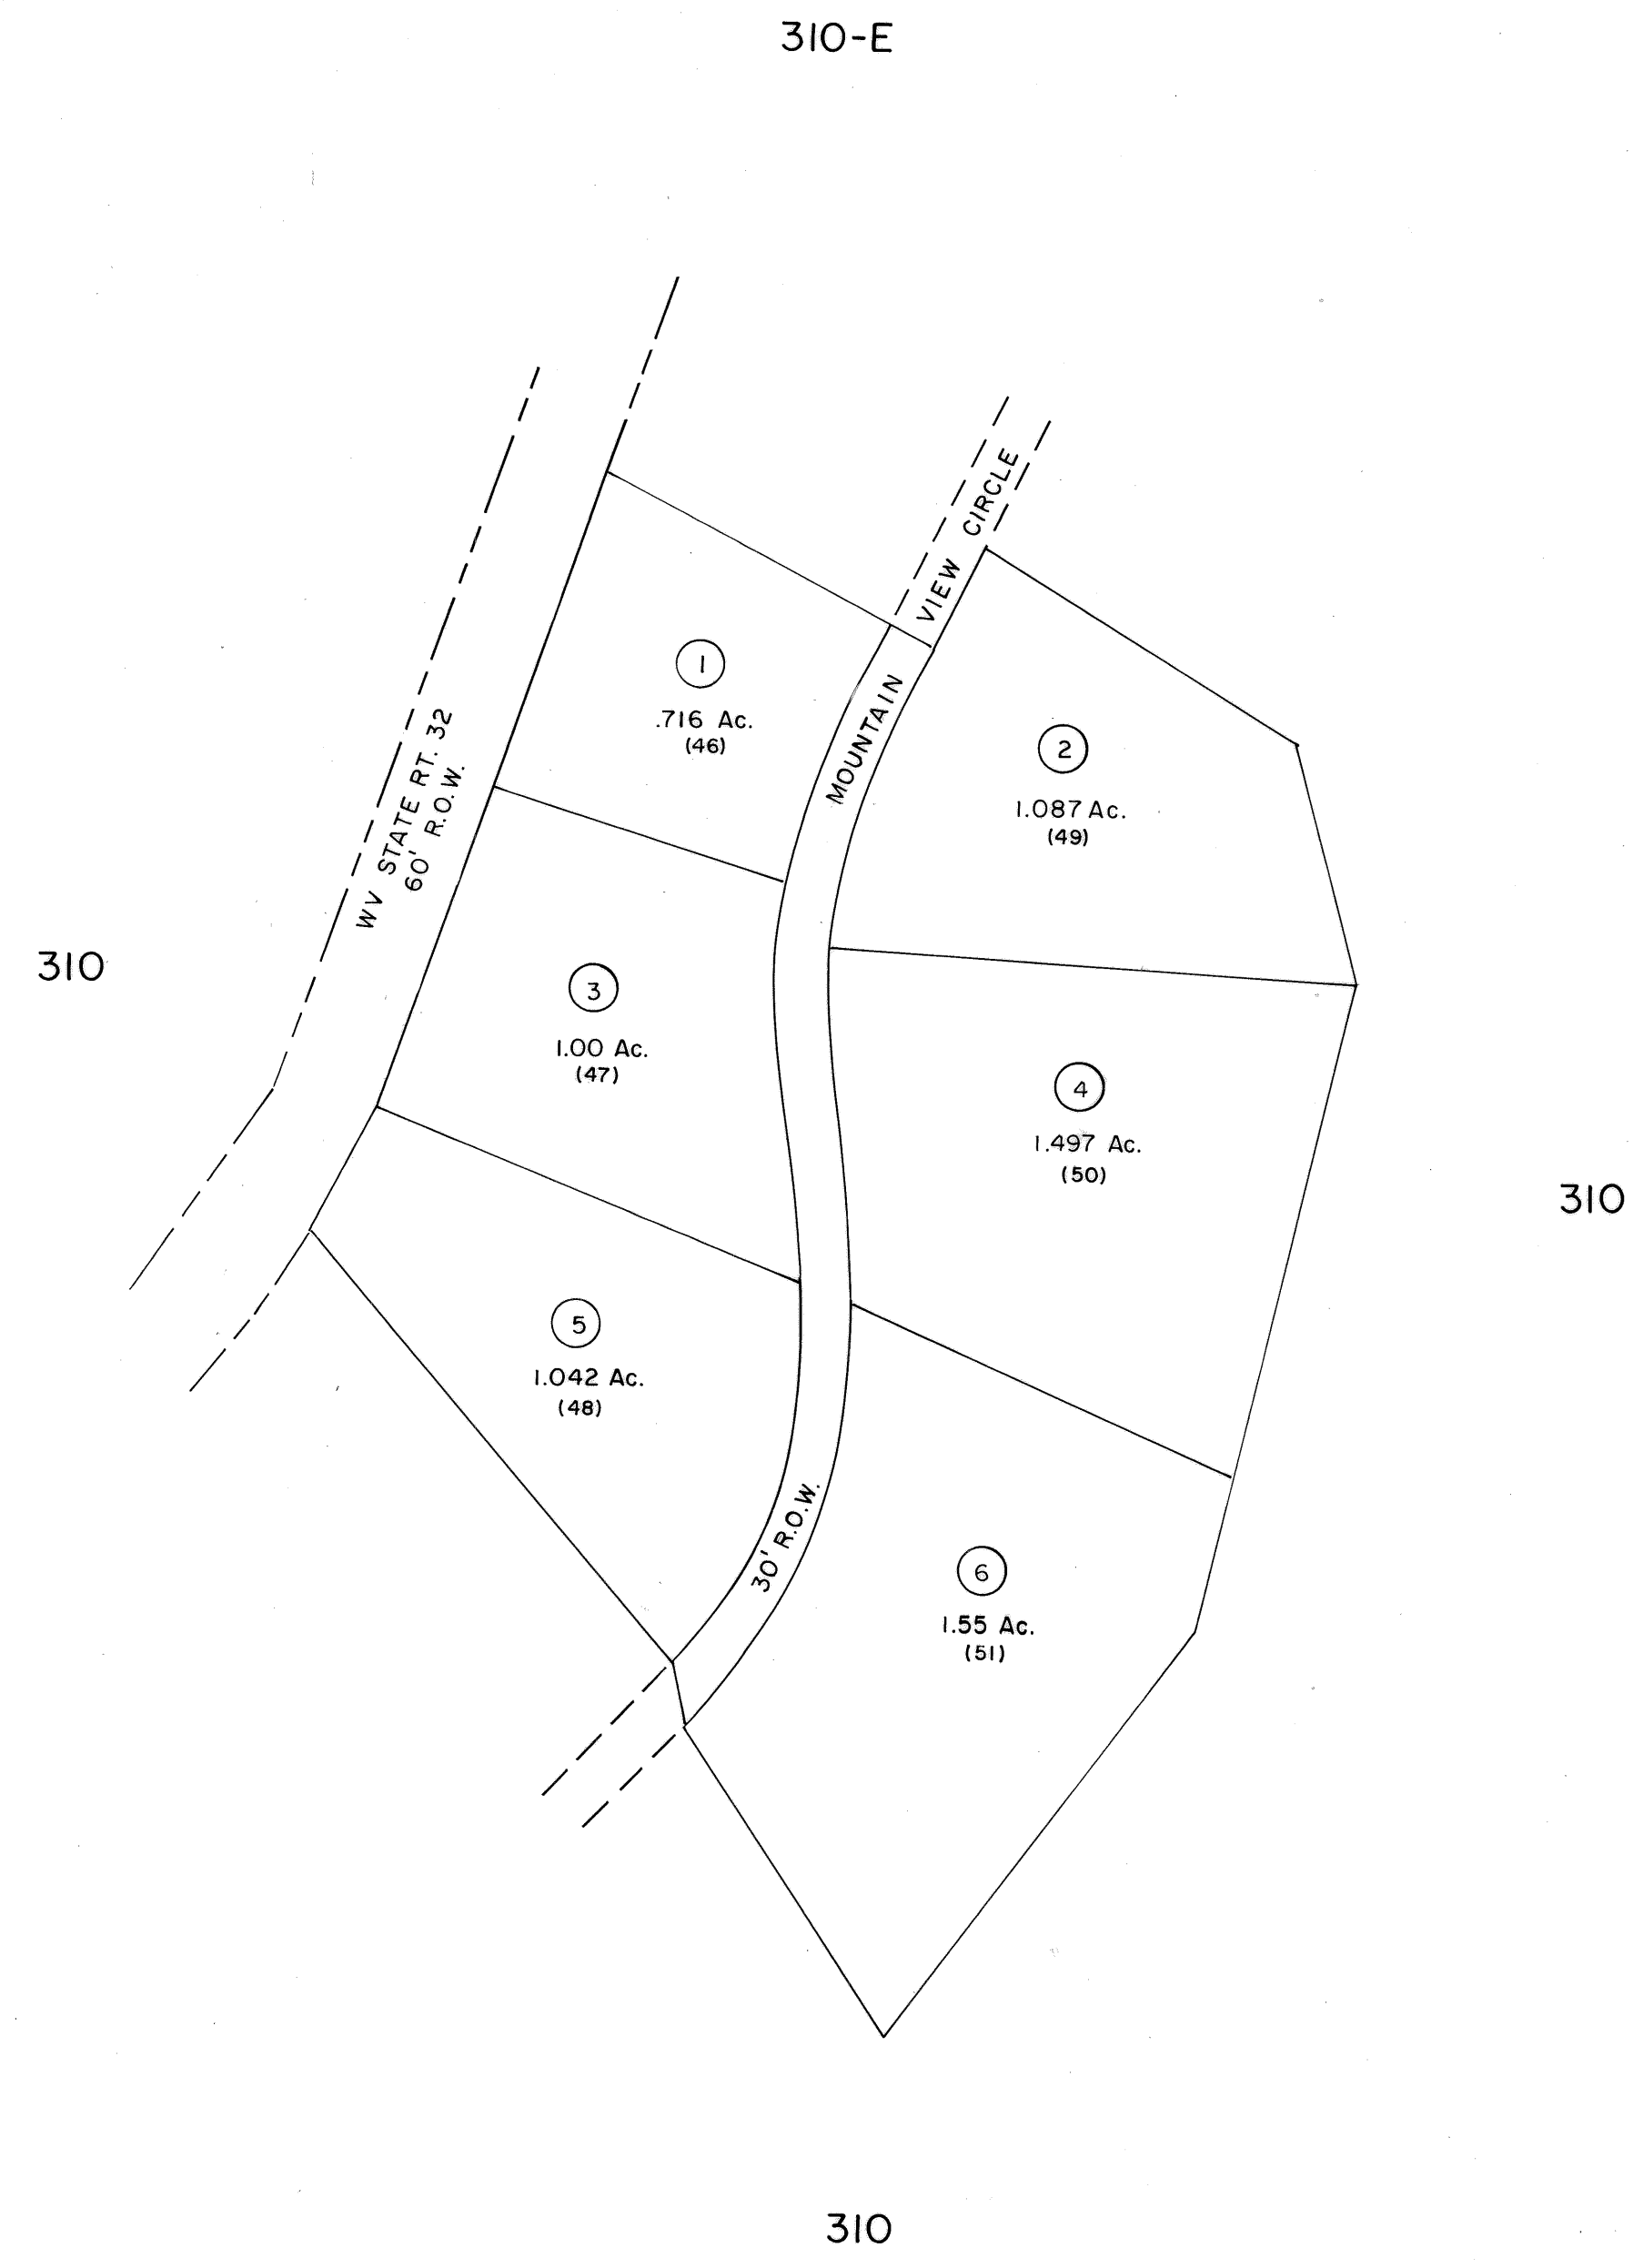 310-E
MOUNTAIN VIEW CIRCLE
1
.716 Ac.
(46)
2
1.087 Ac.
(49)
WV STATE RT. 32
60' R.O.W.
310
3
1.00 Ac.
(47)
4
1.497 Ac.
(50)
310
5
1.042 Ac.
(48)
30' R.O.W.
6
1.55 Ac.
(51)
310